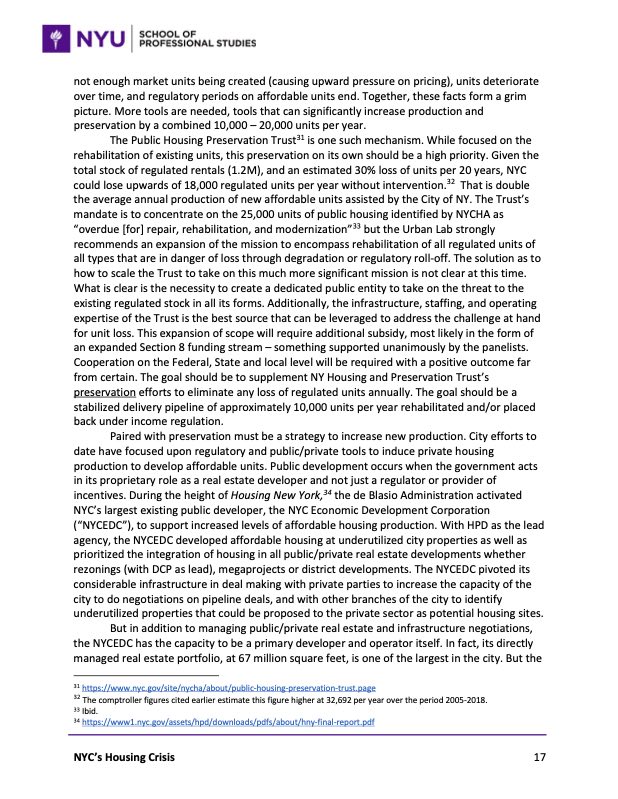 NYU
SCHOOL OF
PROFESSIONAL STUDIES
not enough market units being created (causing upward pressure on pricing), units deteriorate
over time, and regulatory periods on affordable units end. Together, these facts form a grim
picture. More tools are needed, tools that can significantly increase production and
preservation by a combined 10,000 – 20,000 units per year.
The Public Housing Preservation Trust31 is one such mechanism. While focused on the
rehabilitation of existing units, this preservation on its own should be a high priority. Given the
total stock of regulated rentals (1.2M), and an estimated 30% loss of units per 20 years, NYC
could lose upwards of 18,000 regulated units per year without intervention.32 That is double
the average annual production of new affordable units assisted by the City of NY. The Trust's
mandate is to concentrate on the 25,000 units of public housing identified by NYCHA as
"overdue [for] repair, rehabilitation, and modernization"33 but the Urban Lab strongly
recommends an expansion of the mission to encompass rehabilitation of all regulated units of
all types that are in danger of loss through degradation or regulatory roll-off. The solution as to
how to scale the Trust to take on this much more significant mission is not clear at this time.
What is clear is the necessity to create a dedicated public entity to take on the threat to the
existing regulated stock in all its forms. Additionally, the infrastructure, staffing, and operating
expertise of the Trust is the best source that can be leveraged to address the challenge at hand
for unit loss. This expansion of scope will require additional subsidy, most likely in the form of
an expanded Section 8 funding stream – something supported unanimously by the panelists.
Cooperation on the Federal, State and local level will be required with a positive outcome far
from certain. The goal should be to supplement NY Housing and Preservation Trust's
preservation efforts to eliminate any loss of regulated units annually. The goal should be a
stabilized delivery pipeline of approximately 10,000 units per year rehabilitated and/or placed
back under income regulation.
Paired with preservation must be a strategy to increase new production. City efforts to
date have focused upon regulatory and public/private tools to induce private housing
production to develop affordable units. Public development occurs when the government acts
in its proprietary role as a real estate developer and not just a regulator or provider of
incentives. During the height of Housing New York,34 the de Blasio Administration activated
NYC's largest existing public developer, the NYC Economic Development Corporation
("NYCEDC"), to support increased levels of affordable housing production. With HPD as the lead
agency, the NYCEDC developed affordable housing at underutilized city properties as well as
prioritized the integration of housing in all public/private real estate developments whether
rezonings (with DCP as lead), megaprojects or district developments. The NYCEDC pivoted its
considerable infrastructure in deal making with private parties to increase the capacity of the
city to do negotiations on pipeline deals, and with other branches of the city to identify
underutilized properties that could be proposed to the private sector as potential housing sites.
But in addition to managing public/private real estate and infrastructure negotiations,
the NYCEDC has the capacity to be a primary developer and operator itself. In fact, its directly
managed real estate portfolio, at 67 million square feet, is one of the largest in the city. But the
31 https://www.nyc.gov/site/nycha/about/public-housing-preservation-trust.page
32 The comptroller figures cited earlier estimate this figure higher at 32,692 per year over the period 2005-2018.
33 Ibid.
34 https://www1.nyc.gov/assets/hpd/downloads/pdfs/about/hny-final-report.pdf
NYC's Housing Crisis 17